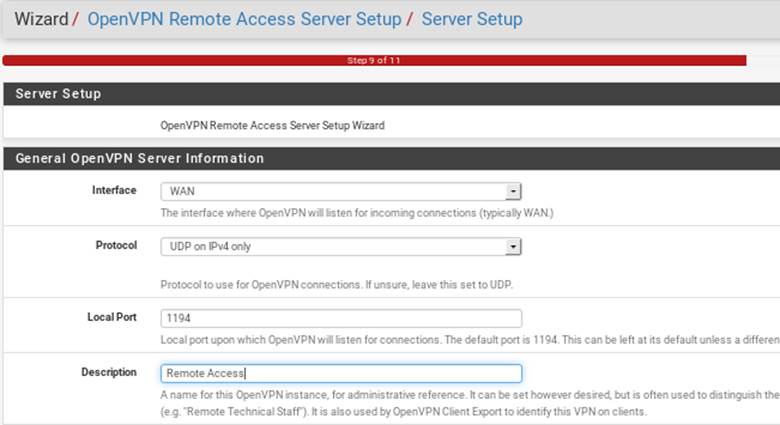 Wizard / OpenVPN Remote Access Server Setup / Server Setup
Step 9 of 11
Server Setup
OpenVPN Remote Access Server Setup Wizard
General OpenVPN Server Information
Interface WAN
The interface where OpenVPN will listen for incoming connections (typically WAN.)
Protocol UDP on IPv4 only
Protocol to use for OpenVPN connections. If unsure, leave this set to UDP.
Local Port 1194
Local port upon which OpenVPN will listen for connections. The default port is 1194. This can be left at its default unless a differen
Description Remote Access
A name for this OpenVPN instance, for administrative reference. It can be set however desired, but is often used to distinguish the
(e.g. "Remote Technical Staff"). It is also used by OpenVPN Client Export to identify this VPN on clients.